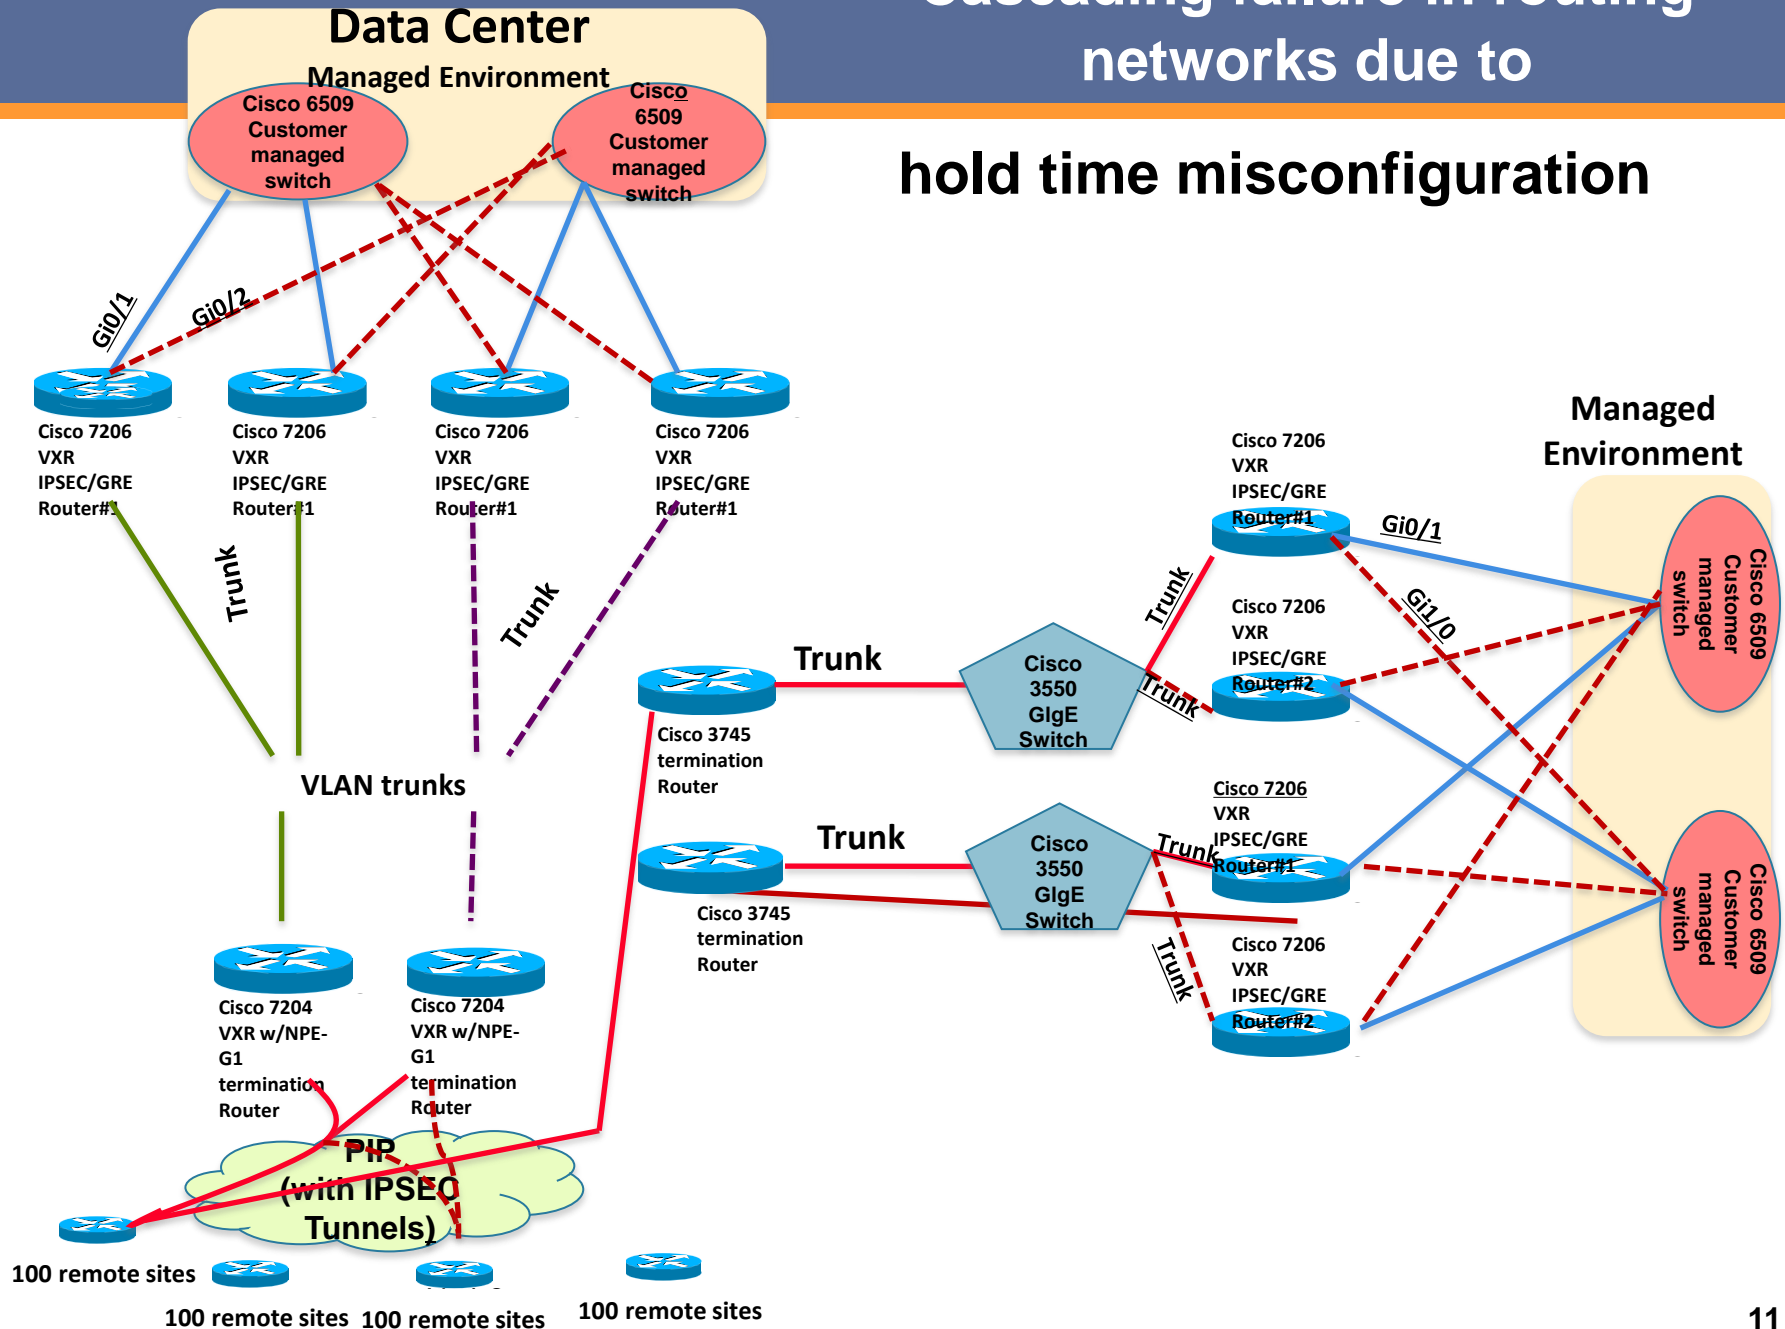 Cascading failure in routing
networks due to
hold time misconfiguration
Data Center
Managed Environment
Cisco 6509
Customer
managed
switch
Cisco
6509
Customer
managed
switch
Gi0/1
Gi0/2
Cisco 7206
VXR
IPSEC/GRE
Router#1
Cisco 7206
VXR
IPSEC/GRE
Router#1
Cisco 7206
VXR
IPSEC/GRE
Router#1
Cisco 7206
VXR
IPSEC/GRE
Router#1
Trunk
Trunk
VLAN trunks
Cisco 7204
VXR w/NPE-
G1
termination
Router
Cisco 7204
VXR w/NPE-
G1
termination
Router
PIP
(with IPSEC
Tunnels)
100 remote sites
100 remote sites
100 remote sites
100 remote sites
Cisco 3745
termination
Router
Trunk
Cisco
3550
GIgE
Switch
Trunk
Trunk
Cisco 3745
termination
Router
Trunk
Cisco
3550
GIgE
Switch
Trunk
Trunk
Cisco 7206
VXR
IPSEC/GRE
Router#1
Cisco 7206
VXR
IPSEC/GRE
Router#2
Cisco 7206
VXR
IPSEC/GRE
Router#1
Cisco 7206
VXR
IPSEC/GRE
Router#2
Gi0/1
Gi1/0
Managed
Environment
Cisco 6509
Customer
managed
switch
Cisco 6509
Customer
managed
switch
11